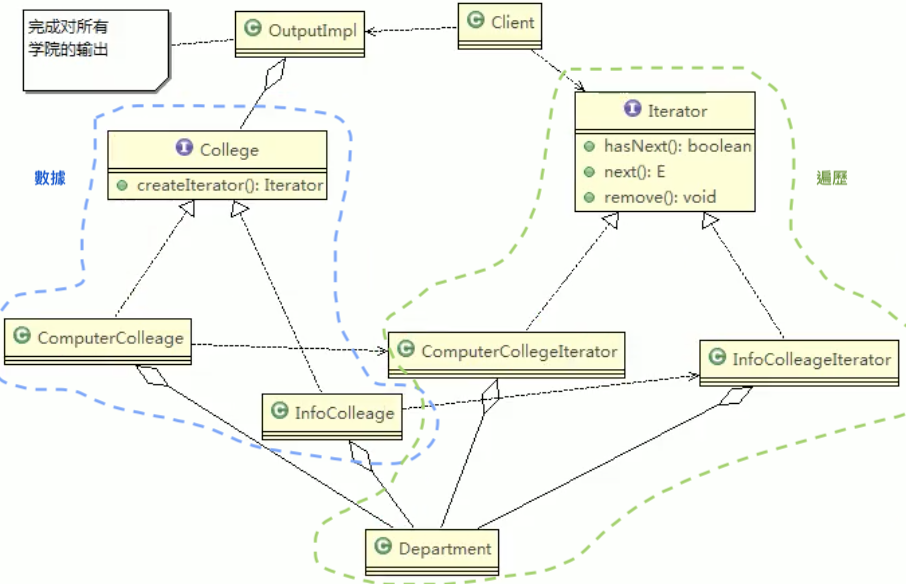 完成对所有
学院的输出
OutputImpl
Client
College
createIterator(): Iterator
數據
Iterator
hasNext(): boolean
next(): E
remove(): void
遍歷
ComputerColleage
ComputerCollegeIterator
InfoColleageIterator
InfoColleage
Department